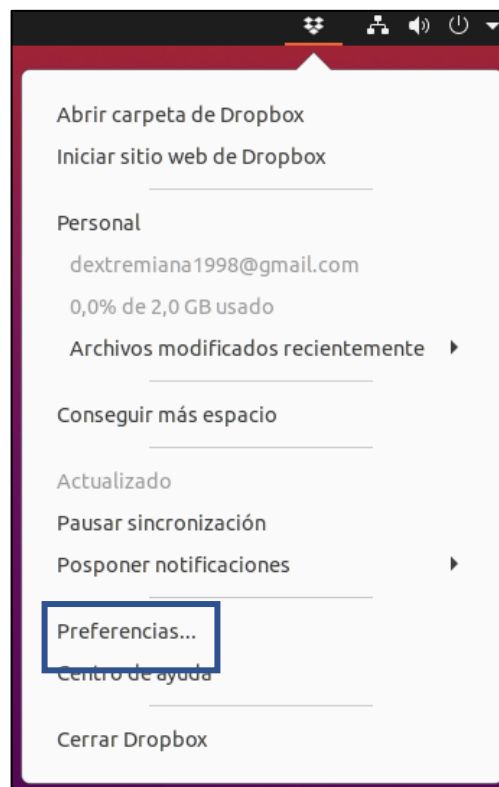 Abrir carpeta de Dropbox
Iniciar sitio web de Dropbox
Personal
dextremiana1998@gmail.com
0,0% de 2,0 GB usado
Archivos modificados recientemente
Conseguir más espacio
Actualizado
Pausar sincronización
Posponer notificaciones
Preferencias...
Centro de ayuda
Cerrar Dropbox